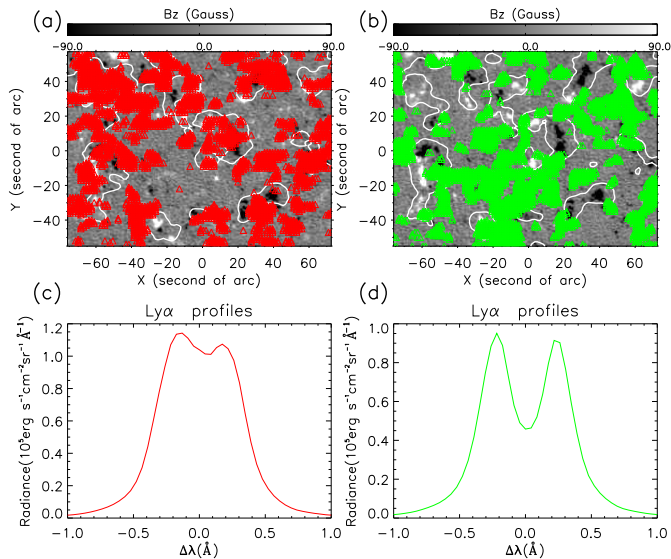 (a) Bz (Gauss)
-90.0 0.0 90.0
40
20
0
-20
-40
Y (second of arc)
-60 -40 -20 0 20 40 60
X (second of arc)
(b) Bz (Gauss)
-90.0 0.0 90.0
40
20
0
-20
-40
Y (second of arc)
-60 -40 -20 0 20 40 60
X (second of arc)
(c) Lyα profiles
1.2
1.0
0.8
0.6
0.4
0.2
0.0
Radiance(10⁵erg s⁻¹cm⁻²sr⁻¹Å⁻¹)
-1.0 -0.5 0.0 0.5 1.0
Δλ(Å)
(d) Lyα profiles
1.0
0.8
0.6
0.4
0.2
0.0
Radiance(10⁵erg s⁻¹cm⁻²sr⁻¹Å⁻¹)
-1.0 -0.5 0.0 0.5 1.0
Δλ(Å)